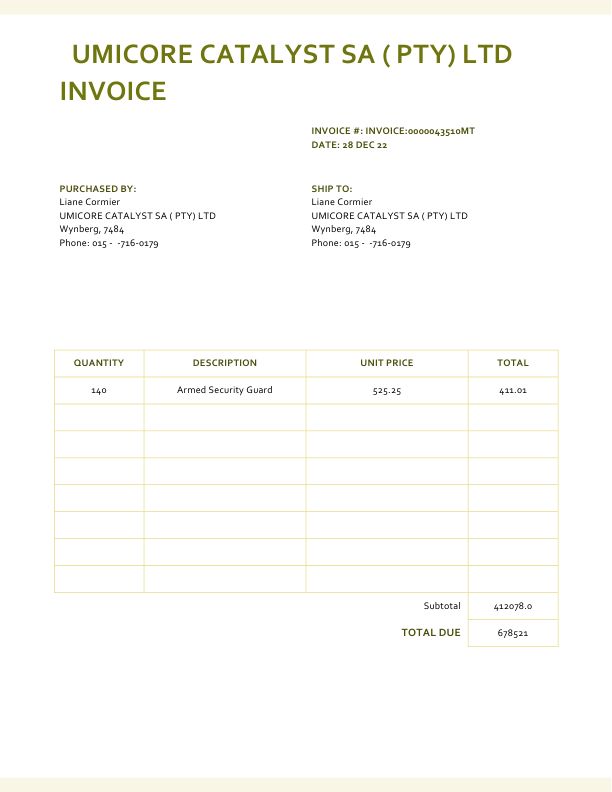 UMICORE CATALYST SA ( PTY) LTD
INVOICE
INVOICE #: INVOICE:0000043510MT
DATE: 28 DEC 22
PURCHASED BY:
Liane Cormier
UMICORE CATALYST SA ( PTY) LTD
Wynberg, 7484
Phone: 015 -  -716-0179
SHIP TO:
Liane Cormier
UMICORE CATALYST SA ( PTY) LTD
Wynberg, 7484
Phone: 015 -  -716-0179
QUANTITY DESCRIPTION UNIT PRICE TOTAL
140 Armed Security Guard 525.25 411.01
Subtotal 412078.0
TOTAL DUE 678521